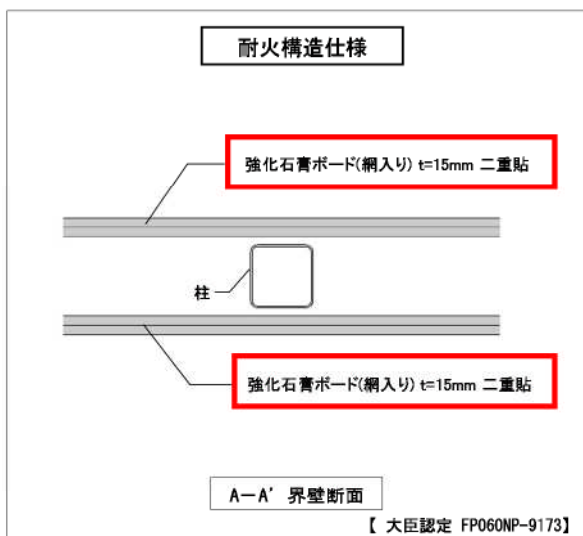 耐火構造仕様
強化石膏ボード(網入り) t=15mm 二重貼
柱
強化石膏ボード(網入り) t=15mm 二重貼
A－A’ 界壁断面
【 大臣認定 FP060NP-9173】